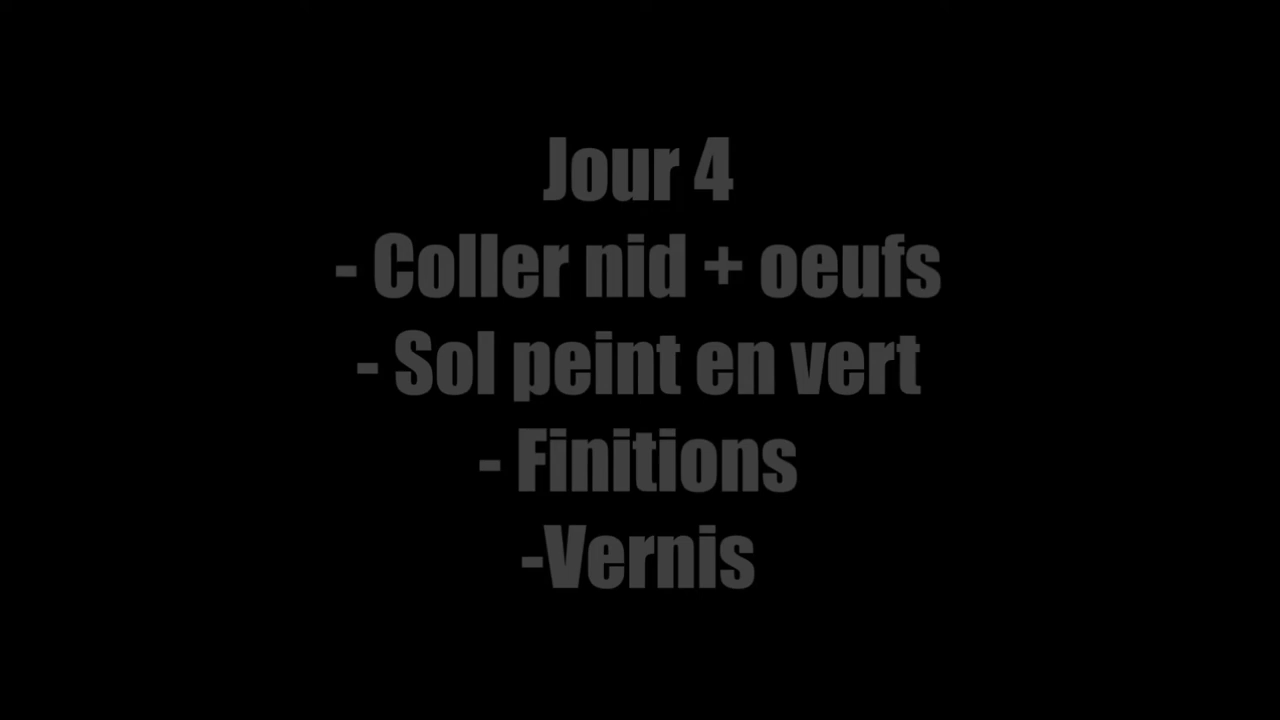 Jour 4
- Coller nid + oeufs
- Sol peint en vert
- Finitions
-Vernis